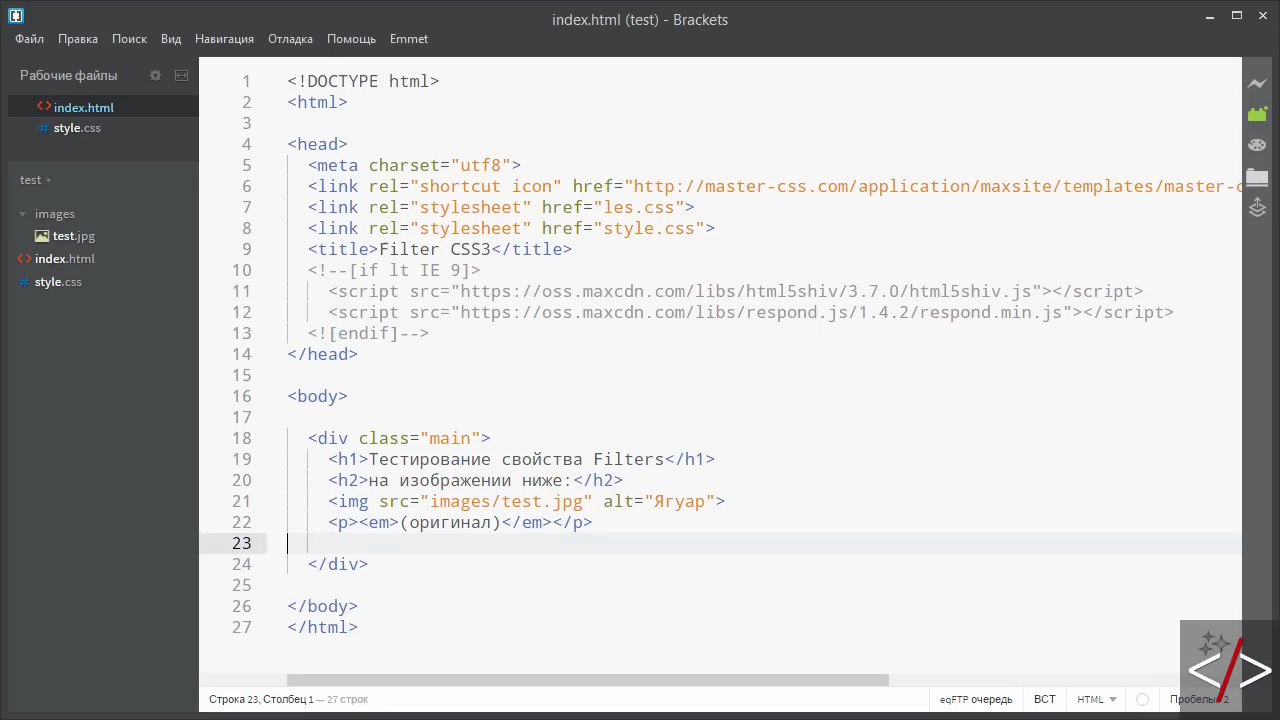 index.html (test) - Brackets
Файл Правка Поиск Вид Навигация Отладка Помощь Emmet
Рабочие файлы
index.html
style.css
test
images
test.jpg
index.html
style.css
1 <!DOCTYPE html>
2 <html>
3
4 <head>
5 <meta charset="utf8">
6 <link rel="shortcut icon" href="http://master-css.com/application/maxsite/templates/master-c
7 <link rel="stylesheet" href="les.css">
8 <link rel="stylesheet" href="style.css">
9 <title>Filter CSS3</title>
10 <!--[if lt IE 9]>
11 <script src="https://oss.maxcdn.com/libs/html5shiv/3.7.0/html5shiv.js"></script>
12 <script src="https://oss.maxcdn.com/libs/respond.js/1.4.2/respond.min.js"></script>
13 <![endif]-->
14 </head>
15
16 <body>
17
18 <div class="main">
19 <h1>Тестирование свойства Filters</h1>
20 <h2>на изображении ниже:</h2>
21 <img src="images/test.jpg" alt="Ягуар">
22 <p><em>(оригинал)</em></p>
23
24 </div>
25
26 </body>
27 </html>
Строка 23, Столбец 1 — 27 строк
eqFTP очередь ВСТ HTML Пробелы: 2
</>